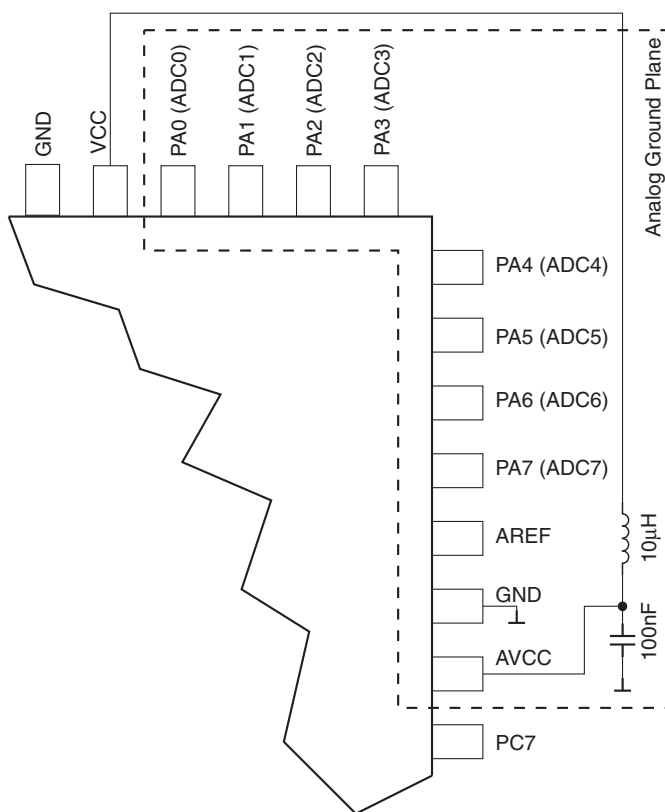 GND
VCC
PA0 (ADC0)
PA1 (ADC1)
PA2 (ADC2)
PA3 (ADC3)
Analog Ground Plane
PA4 (ADC4)
PA5 (ADC5)
PA6 (ADC6)
PA7 (ADC7)
AREF
10μH
GND
AVCC
100nF
PC7